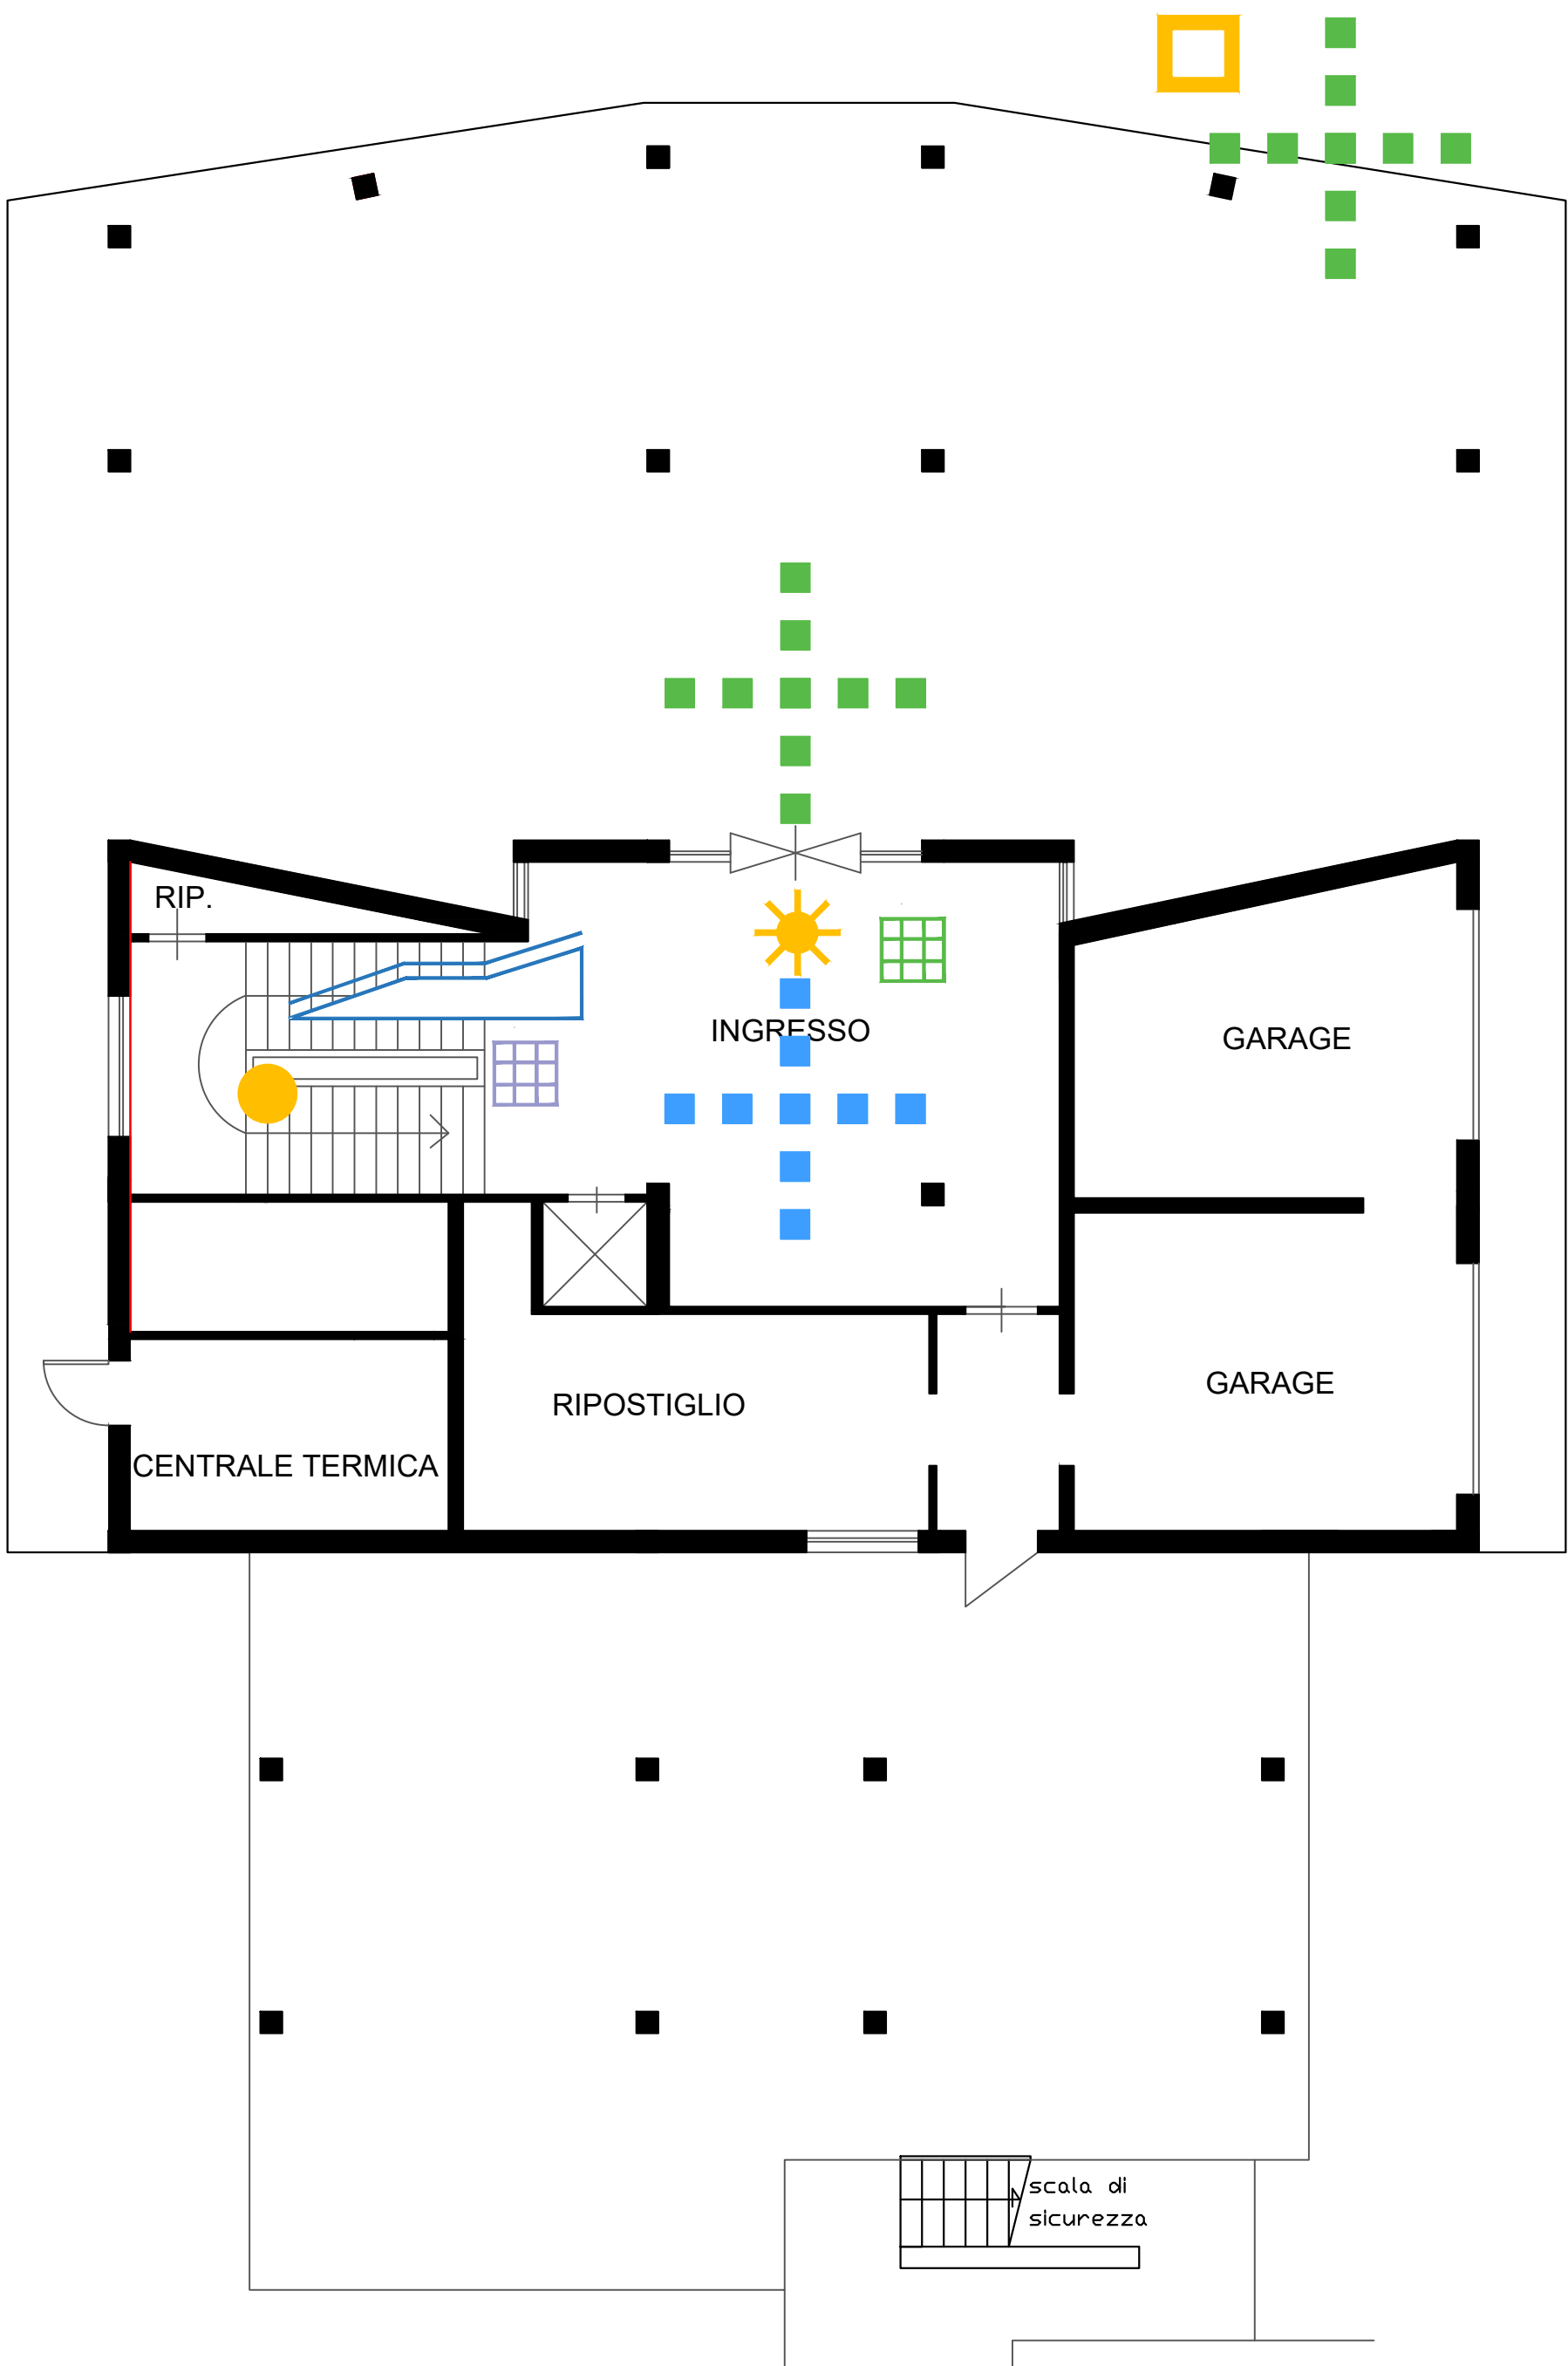 RIP.
INGRESSO
GARAGE
GARAGE
RIPOSTIGLIO
CENTRALE TERMICA
scala di
sicurezza